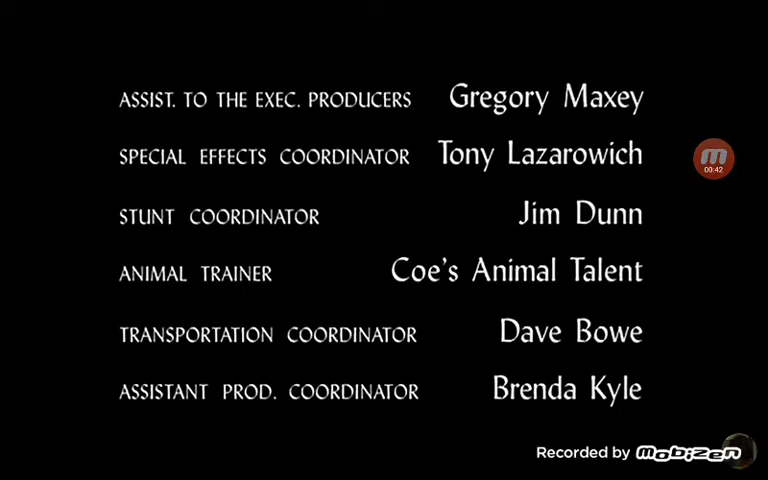 ASSIST. TO THE EXEC. PRODUCERS Gregory Maxey
SPECIAL EFFECTS COORDINATOR Tony Lazarowich
STUNT COORDINATOR Jim Dunn
ANIMAL TRAINER Coe's Animal Talent
TRANSPORTATION COORDINATOR Dave Bowe
ASSISTANT PROD. COORDINATOR Brenda Kyle
00:42
Recorded by mobizen